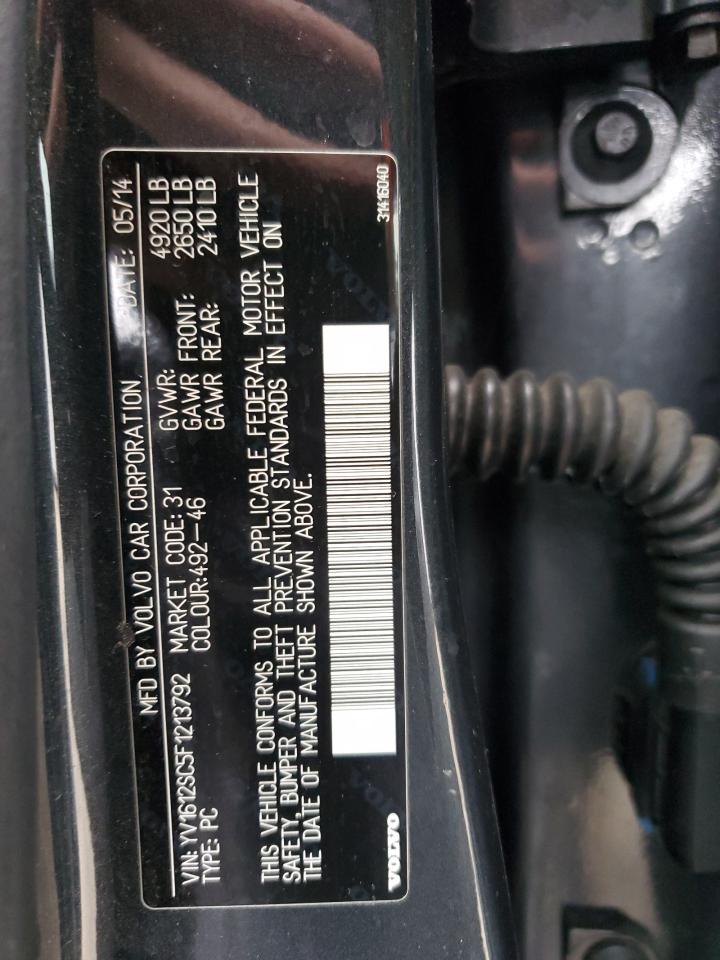 MFD BY VOLVO CAR CORPORATION DATE: 05/14
VIN: YV1612SC5F1213792 MARKET CODE: 31 GVWR: 4920 LB
TYPE: PC COLOUR:492-46 GAWR FRONT: 2650 LB
GAWR REAR: 2410 LB
THIS VEHICLE CONFORMS TO ALL APPLICABLE FEDERAL MOTOR VEHICLE
SAFETY, BUMPER AND THEFT PREVENTION STANDARDS IN EFFECT ON
THE DATE OF MANUFACTURE SHOWN ABOVE.
VOLVO 31416040